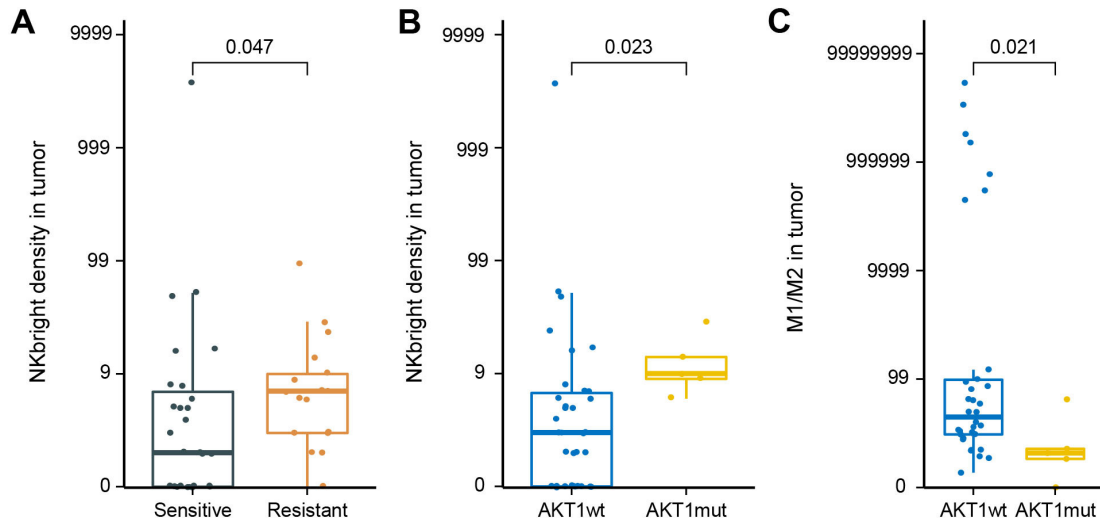 A
NKbright density in tumor
9999
999
99
9
0
0.047
Sensitive
Resistant
B
NKbright density in tumor
9999
999
99
9
0
0.023
AKT1wt
AKT1mut
C
M1/M2 in tumor
99999999
999999
9999
99
0
0.021
AKT1wt
AKT1mut